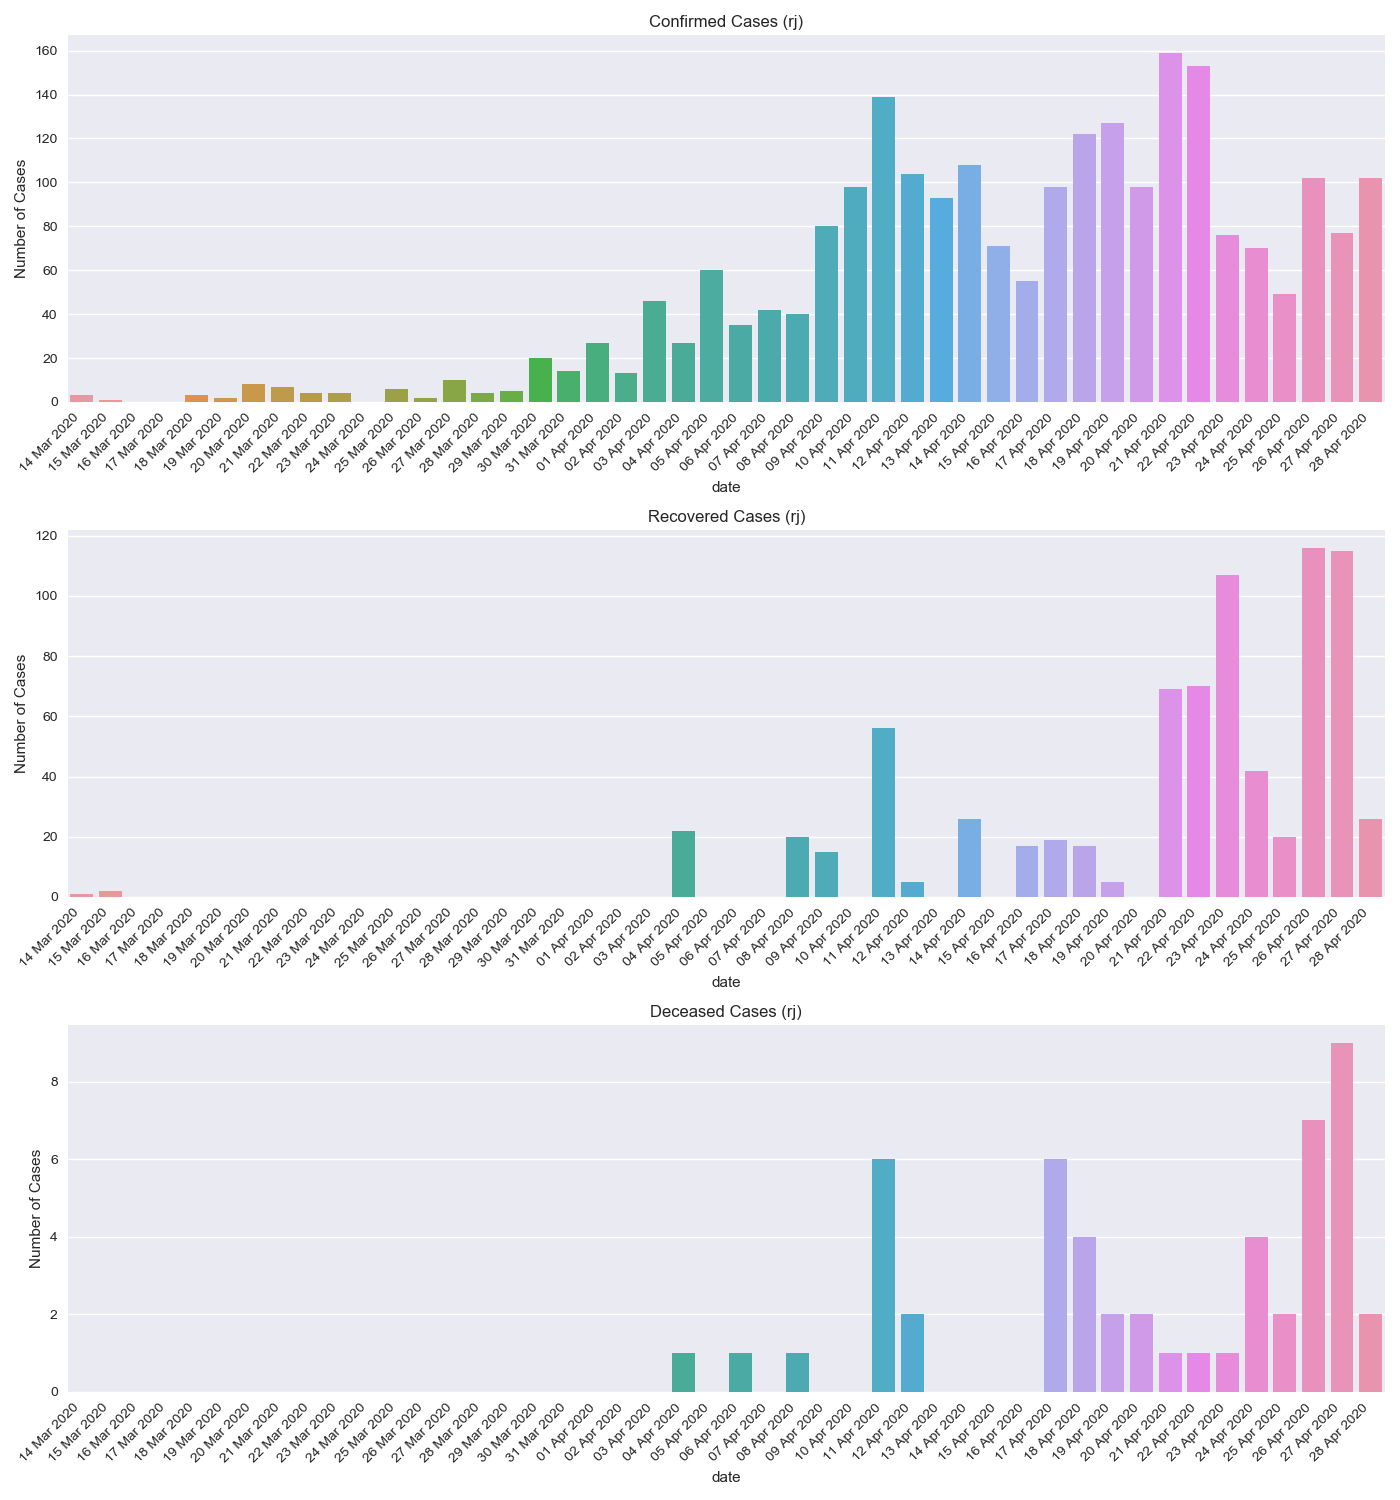 Confirmed Cases (rj)
160
140
120
100
80
60
40
20
0
Number of Cases
14 Mar 2020
15 Mar 2020
16 Mar 2020
17 Mar 2020
18 Mar 2020
19 Mar 2020
20 Mar 2020
21 Mar 2020
22 Mar 2020
23 Mar 2020
24 Mar 2020
25 Mar 2020
26 Mar 2020
27 Mar 2020
28 Mar 2020
29 Mar 2020
30 Mar 2020
31 Mar 2020
01 Apr 2020
02 Apr 2020
03 Apr 2020
04 Apr 2020
05 Apr 2020
06 Apr 2020
07 Apr 2020
08 Apr 2020
09 Apr 2020
10 Apr 2020
11 Apr 2020
12 Apr 2020
13 Apr 2020
14 Apr 2020
15 Apr 2020
16 Apr 2020
17 Apr 2020
18 Apr 2020
19 Apr 2020
20 Apr 2020
21 Apr 2020
22 Apr 2020
23 Apr 2020
24 Apr 2020
25 Apr 2020
26 Apr 2020
27 Apr 2020
28 Apr 2020
date
Recovered Cases (rj)
120
100
80
60
40
20
0
Number of Cases
14 Mar 2020
15 Mar 2020
16 Mar 2020
17 Mar 2020
18 Mar 2020
19 Mar 2020
20 Mar 2020
21 Mar 2020
22 Mar 2020
23 Mar 2020
24 Mar 2020
25 Mar 2020
26 Mar 2020
27 Mar 2020
28 Mar 2020
29 Mar 2020
30 Mar 2020
31 Mar 2020
01 Apr 2020
02 Apr 2020
03 Apr 2020
04 Apr 2020
05 Apr 2020
06 Apr 2020
07 Apr 2020
08 Apr 2020
09 Apr 2020
10 Apr 2020
11 Apr 2020
12 Apr 2020
13 Apr 2020
14 Apr 2020
15 Apr 2020
16 Apr 2020
17 Apr 2020
18 Apr 2020
19 Apr 2020
20 Apr 2020
21 Apr 2020
22 Apr 2020
23 Apr 2020
24 Apr 2020
25 Apr 2020
26 Apr 2020
27 Apr 2020
28 Apr 2020
date
Deceased Cases (rj)
8
6
4
2
0
Number of Cases
14 Mar 2020
15 Mar 2020
16 Mar 2020
17 Mar 2020
18 Mar 2020
19 Mar 2020
20 Mar 2020
21 Mar 2020
22 Mar 2020
23 Mar 2020
24 Mar 2020
25 Mar 2020
26 Mar 2020
27 Mar 2020
28 Mar 2020
29 Mar 2020
30 Mar 2020
31 Mar 2020
01 Apr 2020
02 Apr 2020
03 Apr 2020
04 Apr 2020
05 Apr 2020
06 Apr 2020
07 Apr 2020
08 Apr 2020
09 Apr 2020
10 Apr 2020
11 Apr 2020
12 Apr 2020
13 Apr 2020
14 Apr 2020
15 Apr 2020
16 Apr 2020
17 Apr 2020
18 Apr 2020
19 Apr 2020
20 Apr 2020
21 Apr 2020
22 Apr 2020
23 Apr 2020
24 Apr 2020
25 Apr 2020
26 Apr 2020
27 Apr 2020
28 Apr 2020
date